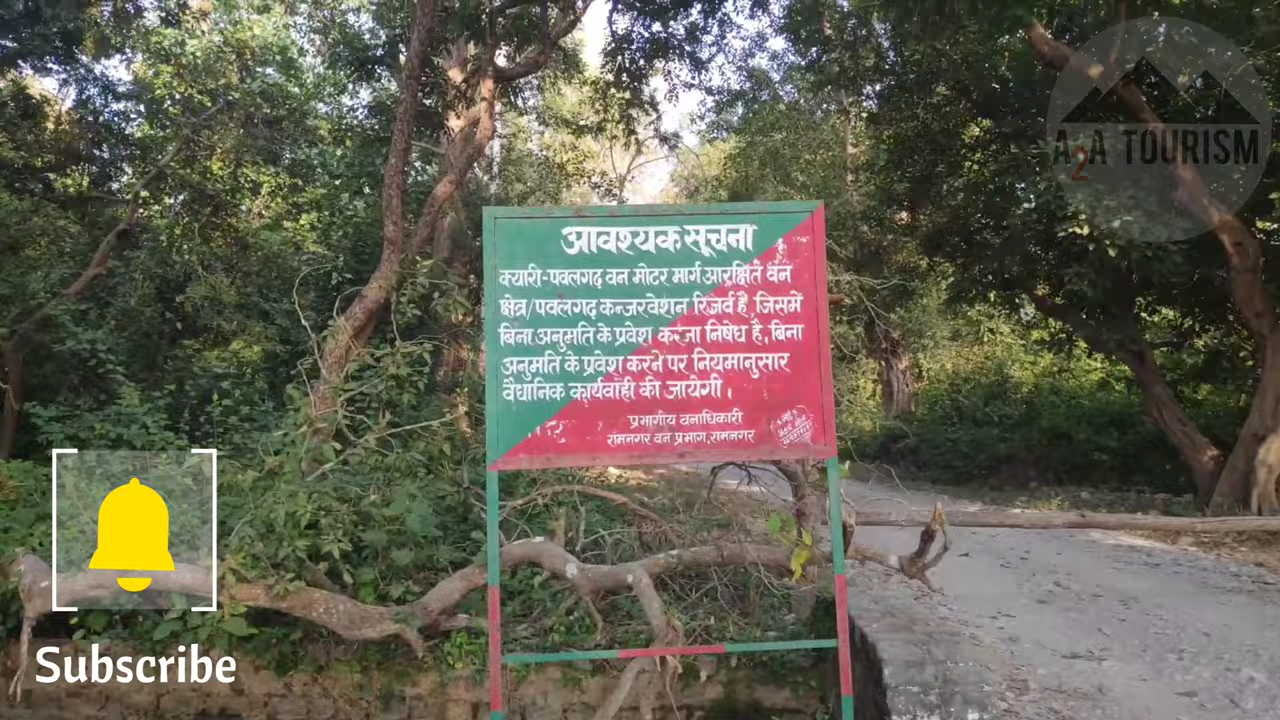 A2A TOURISM
आवश्यक सूचना
क्यारी-पवलगढ़ वन मोटर मार्ग आरक्षित वन
क्षेत्र/पवलगढ़ कन्जरवेशन रिजर्व है, जिसमें
बिना अनुमति के प्रवेश करना निषेध है, बिना
अनुमति के प्रवेश करने पर नियमानुसार
वैधानिक कार्यवाही की जायेगी।
प्रभागीय वनाधिकारी
रामनगर वन प्रभाग, रामनगर
Subscribe